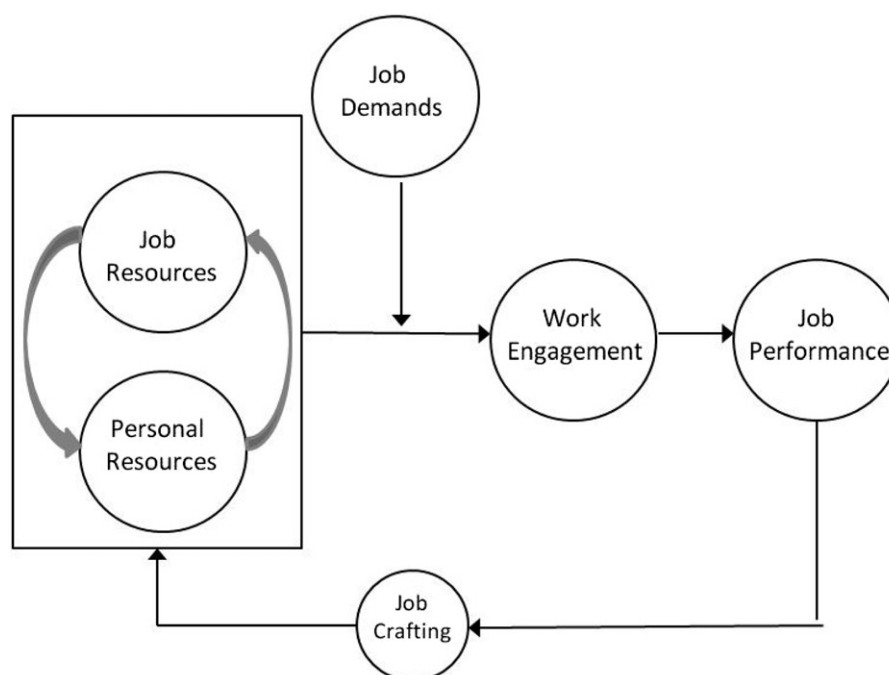 Job
Demands
Job
Resources
Personal
Resources
Work
Engagement
Job
Performance
Job
Crafting